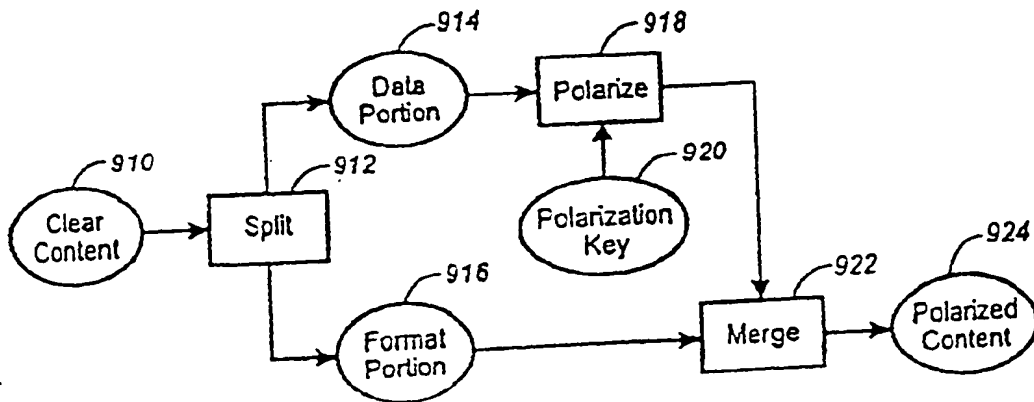 914
Data
Portion
918
Polarize
910
Clear
Content
912
Split
920
Polarization
Key
916
Format
Portion
922
Merge
924
Polarized
Content